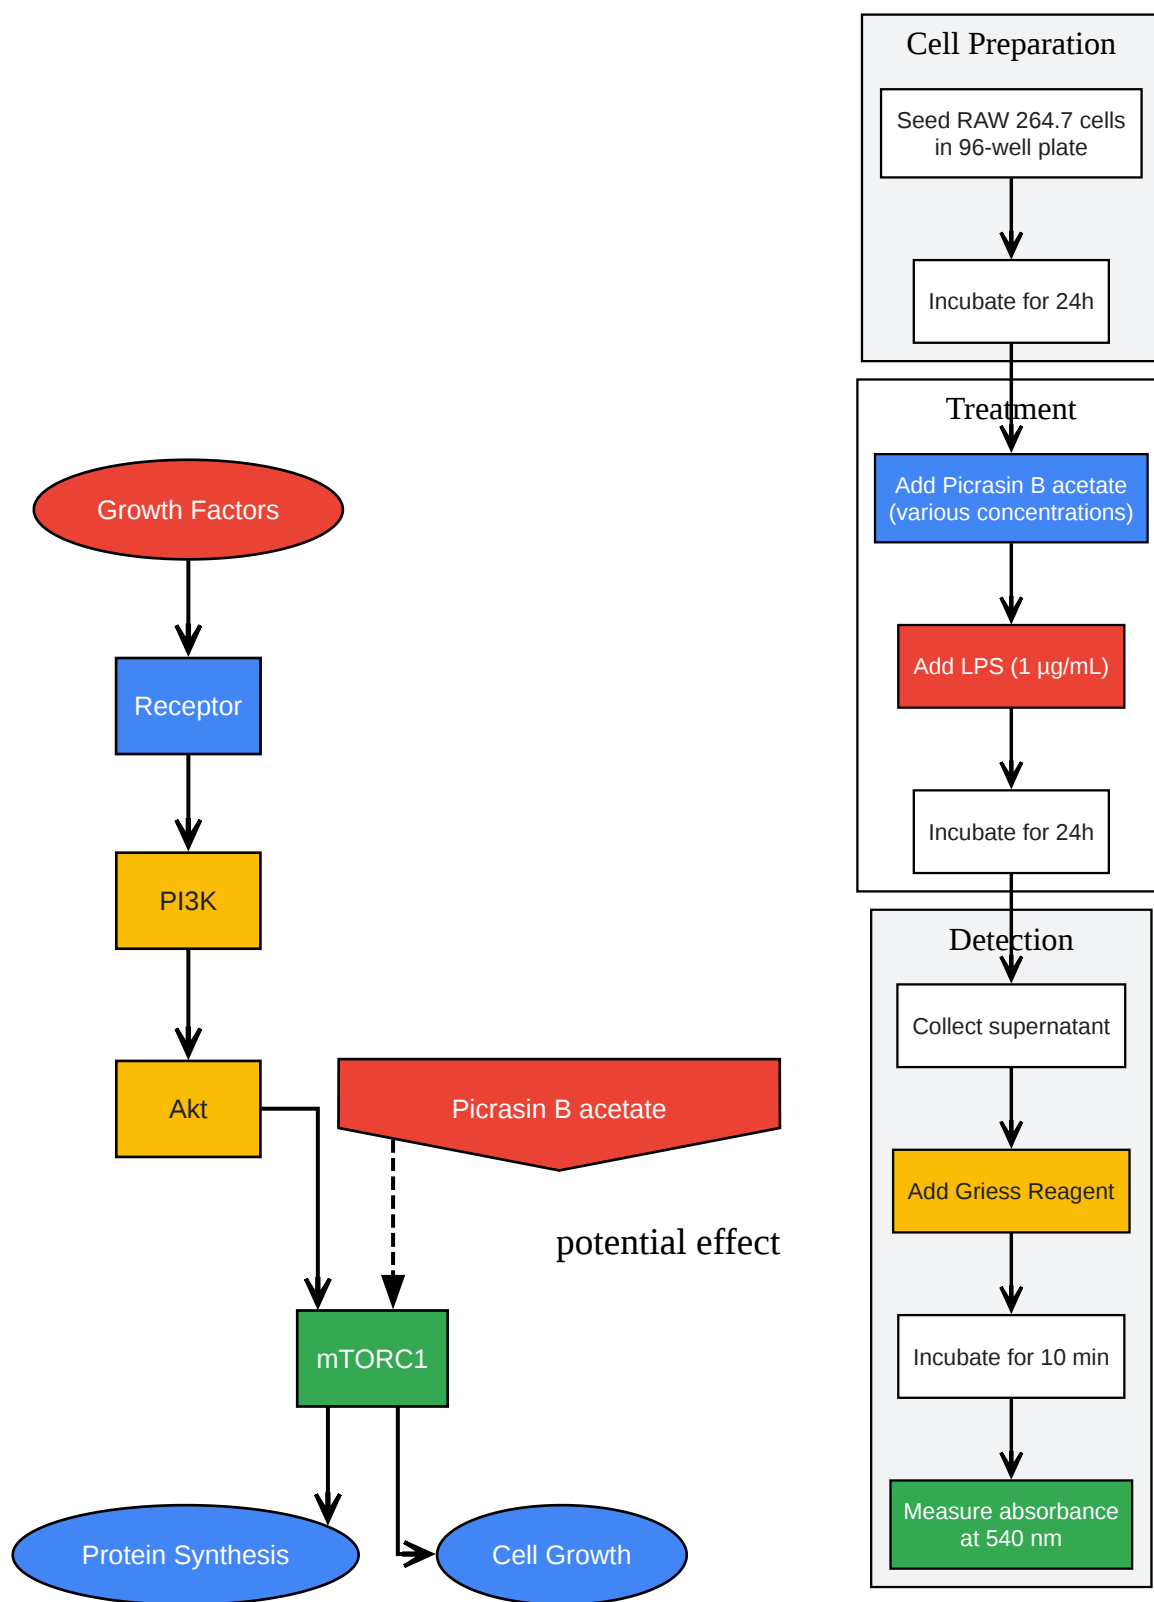 Growth Factors
Receptor
PI3K
Akt
Picrasin B acetate
potential effect
mTORC1
Protein Synthesis
Cell Growth
Cell Preparation
Seed RAW 264.7 cells
in 96-well plate
Incubate for 24h
Treatment
Add Picrasin B acetate
(various concentrations)
Add LPS (1 µg/mL)
Incubate for 24h
Detection
Collect supernatant
Add Griess Reagent
Incubate for 10 min
Measure absorbance
at 540 nm